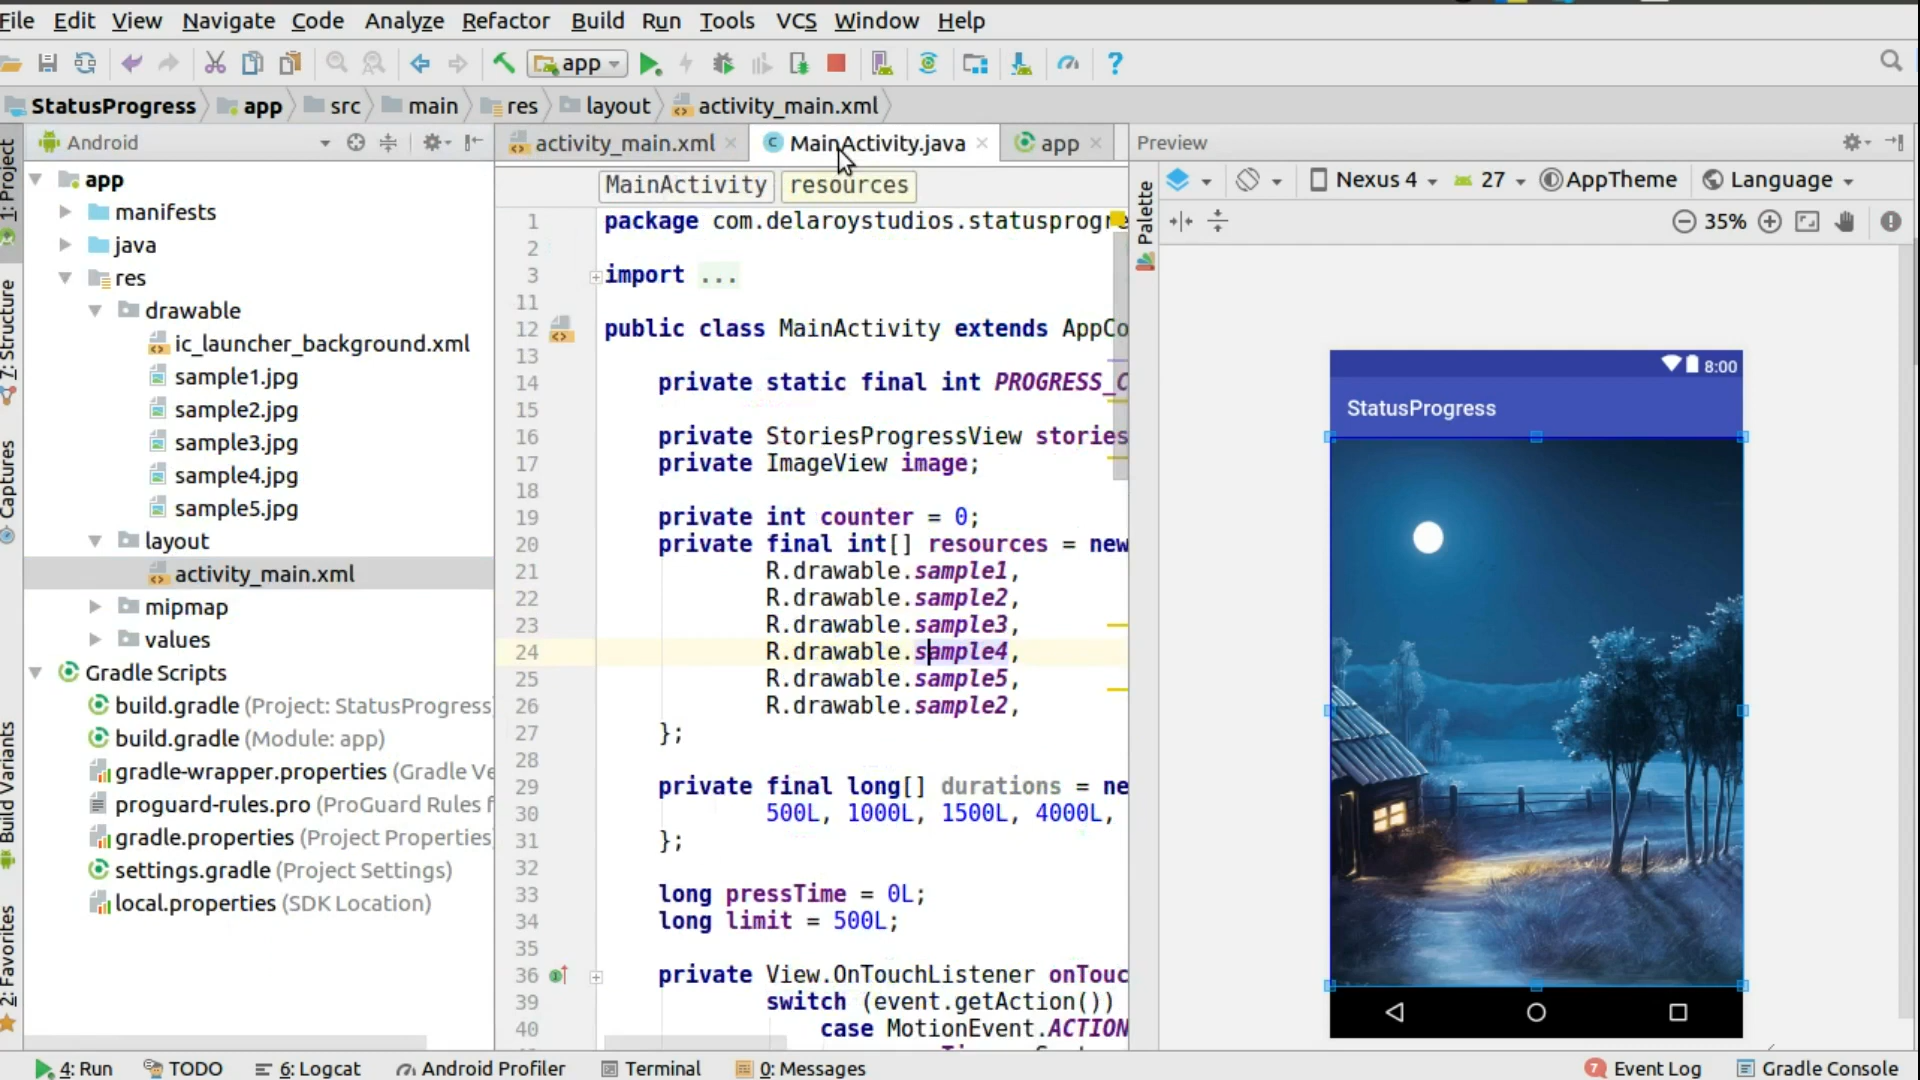 File Edit View Navigate Code Analyze Refactor Build Run Tools VCS Window Help
app
StatusProgress app src main res layout activity_main.xml
Android
activity_main.xml MainActivity.java app
Preview
1: Project
7: Structure
Captures
Build Variants
2: Favorites
app
manifests
java
res
drawable
ic_launcher_background.xml
sample1.jpg
sample2.jpg
sample3.jpg
sample4.jpg
sample5.jpg
layout
activity_main.xml
mipmap
values
Gradle Scripts
build.gradle (Project: StatusProgress)
build.gradle (Module: app)
gradle-wrapper.properties (Gradle Ve
proguard-rules.pro (ProGuard Rules f
gradle.properties (Project Properties)
settings.gradle (Project Settings)
local.properties (SDK Location)
MainActivity resources
1 package com.delaroystudios.statusprogre
2
3 import ...
11
12 public class MainActivity extends AppCo
13
14 private static final int PROGRESS_C
15
16 private StoriesProgressView stories
17 private ImageView image;
18
19 private int counter = 0;
20 private final int[] resources = new
21 R.drawable.sample1,
22 R.drawable.sample2,
23 R.drawable.sample3,
24 R.drawable.sample4,
25 R.drawable.sample5,
26 R.drawable.sample2,
27 };
28
29 private final long[] durations = ne
30 500L, 1000L, 1500L, 4000L,
31 };
32
33 long pressTime = 0L;
34 long limit = 500L;
35
36 private View.OnTouchListener onTouc
39 switch (event.getAction())
40 case MotionEvent.ACTION
Palette
Nexus 4 27 AppTheme Language
35%
8:00
StatusProgress
4: Run TODO 6: Logcat Android Profiler Terminal 0: Messages
7 Event Log Gradle Console